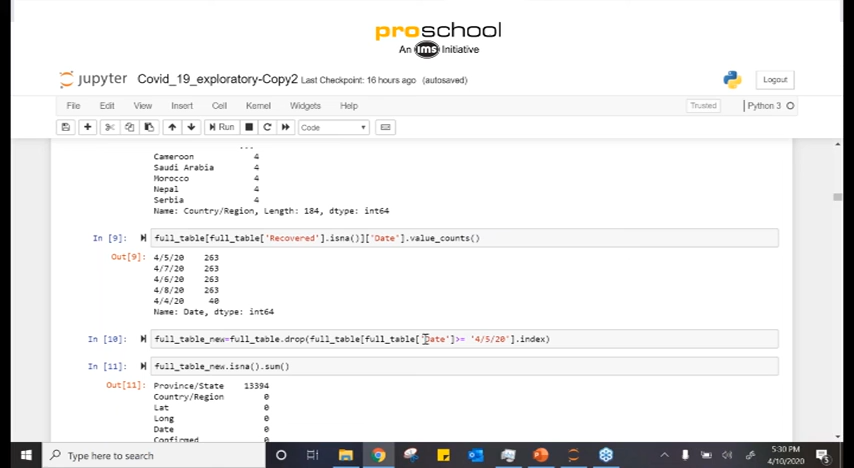 proschool
An ims Initiative
jupyter Covid_19_exploratory-Copy2 Last Checkpoint: 16 hours ago (autosaved) Logout
File Edit View Insert Cell Kernel Widgets Help Trusted Python 3
Run Code
...
Cameroon 4
Saudi Arabia 4
Morocco 4
Nepal 4
Serbia 4
Name: Country/Region, Length: 184, dtype: int64
In [9]: full_table[full_table['Recovered'].isna()]['Date'].value_counts()
Out[9]: 4/5/20 263
4/7/20 263
4/6/20 263
4/8/20 263
4/4/20 40
Name: Date, dtype: int64
In [10]: full_table_new=full_table.drop(full_table[full_table['Date']>= '4/5/20'].index)
In [11]: full_table_new.isna().sum()
Out[11]: Province/State 13394
Country/Region 0
Lat 0
Long 0
Date 0
Confirmed 0
Type here to search
5:30 PM
4/10/2020
5